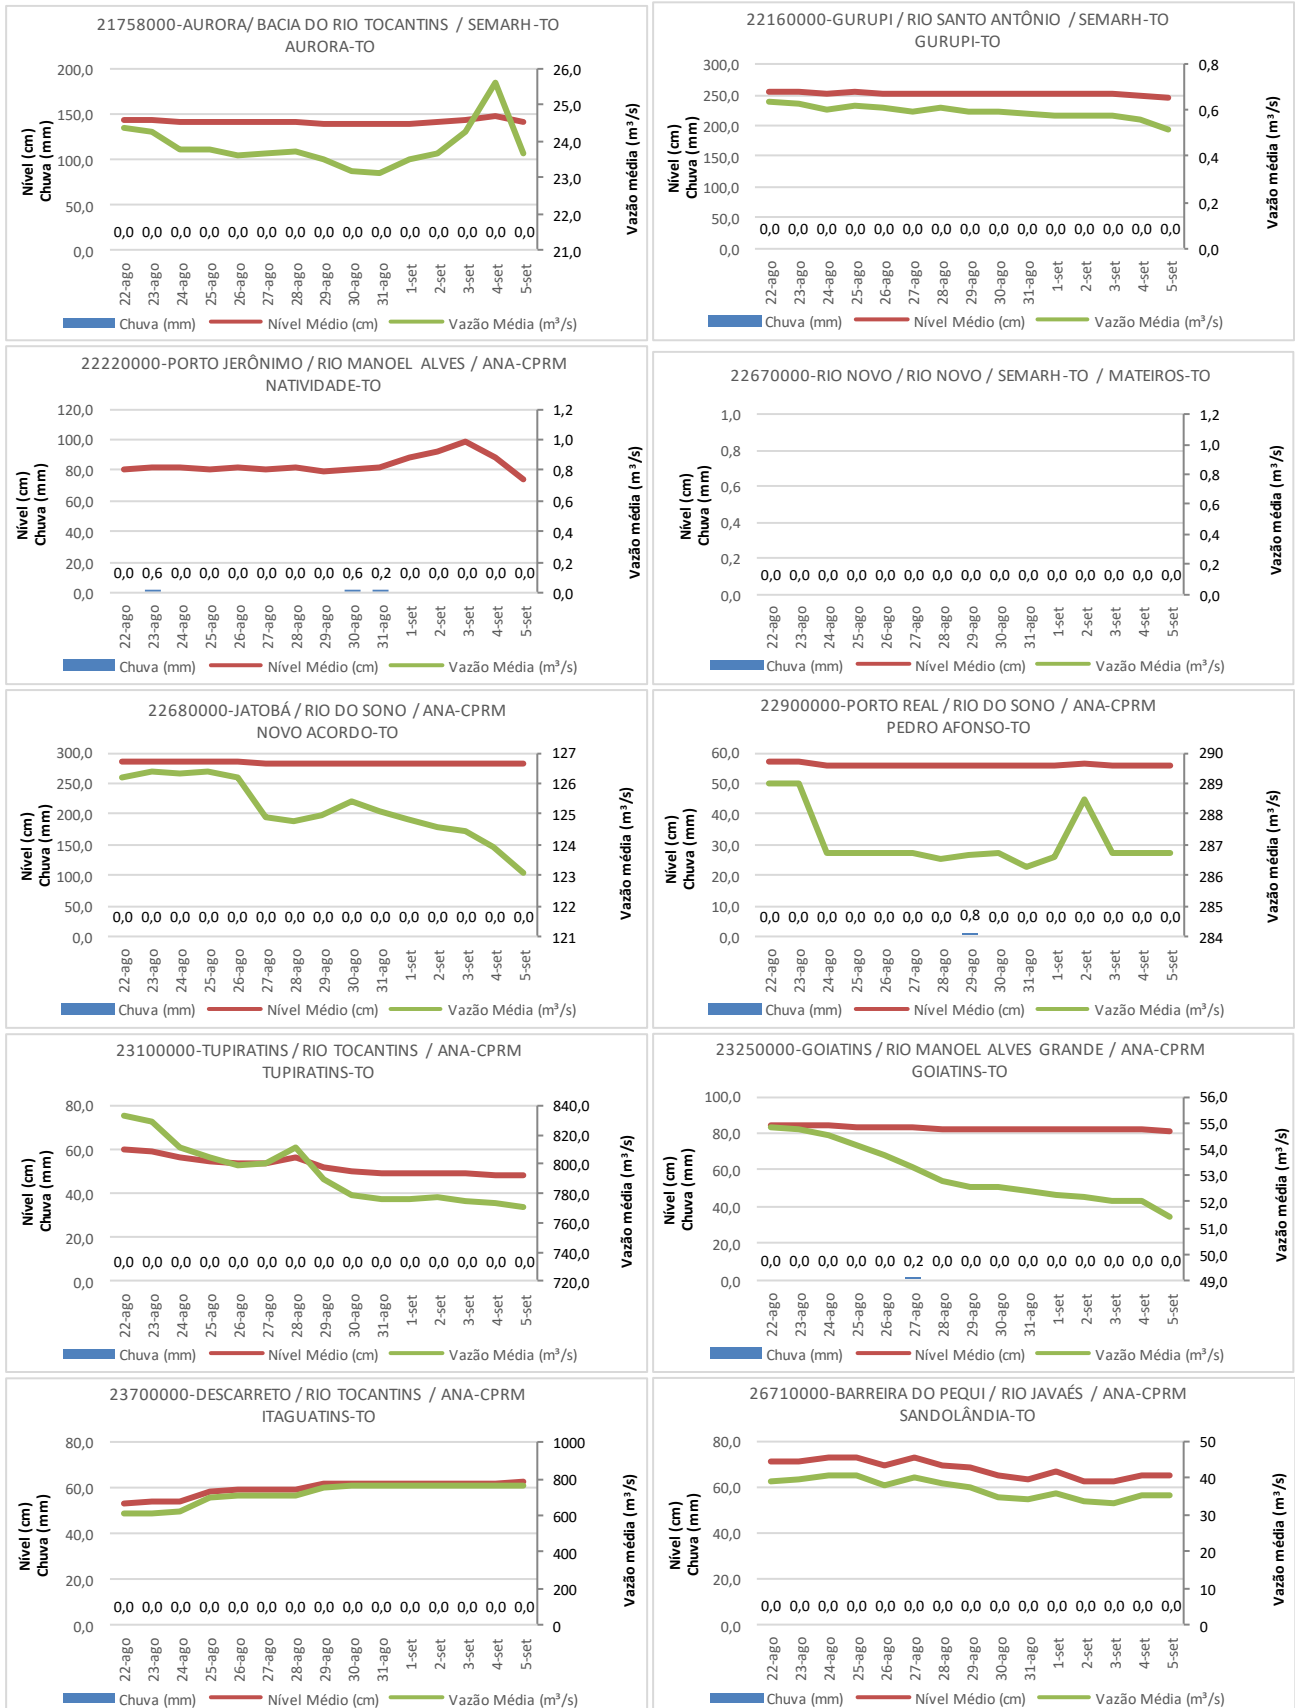 21758000-AURORA/ BACIA DO RIO TOCANTINS / SEMARH-TO
AURORA-TO
200,0
150,0
100,0
50,0
0,0
Nível (cm)
Chuva (mm)
26,0
25,0
24,0
23,0
22,0
21,0
Vazão média (m³/s)
0,0 0,0 0,0 0,0 0,0 0,0 0,0 0,0 0,0 0,0 0,0 0,0 0,0 0,0 0,0
22-ago 23-ago 24-ago 25-ago 26-ago 27-ago 28-ago 29-ago 30-ago 31-ago 1-set 2-set 3-set 4-set 5-set
Chuva (mm) Nível Médio (cm) Vazão Média (m³/s)
22160000-GURUPI / RIO SANTO ANTÔNIO / SEMARH-TO
GURUPI-TO
300,0
250,0
200,0
150,0
100,0
50,0
0,0
Nível (cm)
Chuva (mm)
0,8
0,6
0,4
0,2
0,0
Vazão média (m³/s)
0,0 0,0 0,0 0,0 0,0 0,0 0,0 0,0 0,0 0,0 0,0 0,0 0,0 0,0 0,0
22-ago 23-ago 24-ago 25-ago 26-ago 27-ago 28-ago 29-ago 30-ago 31-ago 1-set 2-set 3-set 4-set 5-set
Chuva (mm) Nível Médio (cm) Vazão Média (m³/s)
22220000-PORTO JERÔNIMO / RIO MANOEL ALVES / ANA-CPRM
NATIVIDADE-TO
120,0
100,0
80,0
60,0
40,0
20,0
0,0
Nível (cm)
Chuva (mm)
1,2
1,0
0,8
0,6
0,4
0,2
0,0
Vazão média (m³/s)
0,0 0,6 0,0 0,0 0,0 0,0 0,0 0,0 0,6 0,2 0,0 0,0 0,0 0,0 0,0
22-ago 23-ago 24-ago 25-ago 26-ago 27-ago 28-ago 29-ago 30-ago 31-ago 1-set 2-set 3-set 4-set 5-set
Chuva (mm) Nível Médio (cm) Vazão Média (m³/s)
22670000-RIO NOVO / RIO NOVO / SEMARH-TO / MATEIROS-TO
1,0
0,8
0,6
0,4
0,2
0,0
Nível (cm)
Chuva (mm)
1,2
1,0
0,8
0,6
0,4
0,2
0,0
Vazão média (m³/s)
0,0 0,0 0,0 0,0 0,0 0,0 0,0 0,0 0,0 0,0 0,0 0,0 0,0 0,0 0,0
22-ago 23-ago 24-ago 25-ago 26-ago 27-ago 28-ago 29-ago 30-ago 31-ago 1-set 2-set 3-set 4-set 5-set
Chuva (mm) Nível Médio (cm) Vazão Média (m³/s)
22680000-JATOBÁ / RIO DO SONO / ANA-CPRM
NOVO ACORDO-TO
300,0
250,0
200,0
150,0
100,0
50,0
0,0
Nível (cm)
Chuva (mm)
127
126
125
124
123
122
121
Vazão média (m³/s)
0,0 0,0 0,0 0,0 0,0 0,0 0,0 0,0 0,0 0,0 0,0 0,0 0,0 0,0 0,0
22-ago 23-ago 24-ago 25-ago 26-ago 27-ago 28-ago 29-ago 30-ago 31-ago 1-set 2-set 3-set 4-set 5-set
Chuva (mm) Nível Médio (cm) Vazão Média (m³/s)
22900000-PORTO REAL / RIO DO SONO / ANA-CPRM
PEDRO AFONSO-TO
60,0
50,0
40,0
30,0
20,0
10,0
0,0
Nível (cm)
Chuva (mm)
290
289
288
287
286
285
284
Vazão média (m³/s)
0,0 0,0 0,0 0,0 0,0 0,0 0,0 0,8 0,0 0,0 0,0 0,0 0,0 0,0 0,0
22-ago 23-ago 24-ago 25-ago 26-ago 27-ago 28-ago 29-ago 30-ago 31-ago 1-set 2-set 3-set 4-set 5-set
Chuva (mm) Nível Médio (cm) Vazão Média (m³/s)
23100000-TUPIRATINS / RIO TOCANTINS / ANA-CPRM
TUPIRATINS-TO
80,0
60,0
40,0
20,0
0,0
Nível (cm)
Chuva (mm)
840,0
820,0
800,0
780,0
760,0
740,0
720,0
Vazão média (m³/s)
0,0 0,0 0,0 0,0 0,0 0,0 0,0 0,0 0,0 0,0 0,0 0,0 0,0 0,0 0,0
22-ago 23-ago 24-ago 25-ago 26-ago 27-ago 28-ago 29-ago 30-ago 31-ago 1-set 2-set 3-set 4-set 5-set
Chuva (mm) Nível Médio (cm) Vazão Média (m³/s)
23250000-GOIATINS / RIO MANOEL ALVES GRANDE / ANA-CPRM
GOIATINS-TO
100,0
80,0
60,0
40,0
20,0
0,0
Nível (cm)
Chuva (mm)
56,0
55,0
54,0
53,0
52,0
51,0
50,0
49,0
Vazão média (m³/s)
0,0 0,0 0,0 0,0 0,0 0,2 0,0 0,0 0,0 0,0 0,0 0,0 0,0 0,0 0,0
22-ago 23-ago 24-ago 25-ago 26-ago 27-ago 28-ago 29-ago 30-ago 31-ago 1-set 2-set 3-set 4-set 5-set
Chuva (mm) Nível Médio (cm) Vazão Média (m³/s)
23700000-DESCARRETO / RIO TOCANTINS / ANA-CPRM
ITAGUATINS-TO
80,0
60,0
40,0
20,0
0,0
Nível (cm)
Chuva (mm)
1000
800
600
400
200
0
Vazão média (m³/s)
0,0 0,0 0,0 0,0 0,0 0,0 0,0 0,0 0,0 0,0 0,0 0,0 0,0 0,0 0,0
22-ago 23-ago 24-ago 25-ago 26-ago 27-ago 28-ago 29-ago 30-ago 31-ago 1-set 2-set 3-set 4-set 5-set
Chuva (mm) Nível Médio (cm) Vazão Média (m³/s)
26710000-BARREIRA DO PEQUI / RIO JAVAÉS / ANA-CPRM
SANDOLÂNDIA-TO
80,0
60,0
40,0
20,0
0,0
Nível (cm)
Chuva (mm)
50
40
30
20
10
0
Vazão média (m³/s)
0,0 0,0 0,0 0,0 0,0 0,0 0,0 0,0 0,0 0,0 0,0 0,0 0,0 0,0 0,0
22-ago 23-ago 24-ago 25-ago 26-ago 27-ago 28-ago 29-ago 30-ago 31-ago 1-set 2-set 3-set 4-set 5-set
Chuva (mm) Nível Médio (cm) Vazão Média (m³/s)